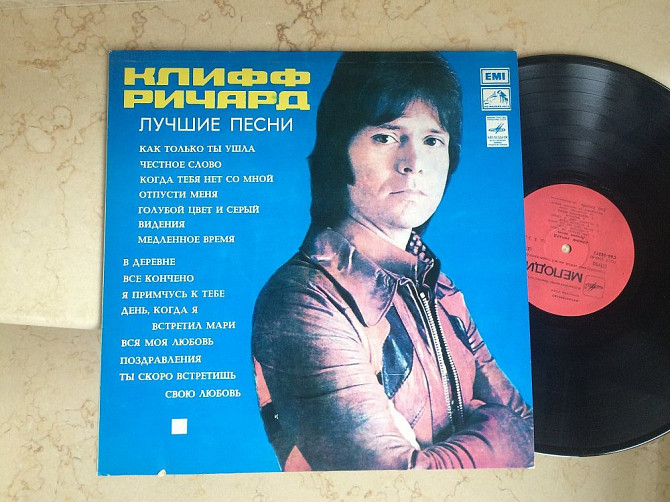 КЛИФФ
РИЧАРД
ЛУЧШИЕ ПЕСНИ
КАК ТОЛЬКО ТЫ УШЛА
ЧЕСТНОЕ СЛОВО
КОГДА ТЕБЯ НЕТ СО МНОЙ
ОТПУСТИ МЕНЯ
ГОЛУБОЙ ЦВЕТ И СЕРЫЙ
ВИДЕНИЯ
МЕДЛЕННОЕ ВРЕМЯ
В ДЕРЕВНЕ
ВСЕ КОНЧЕНО
Я ПРИМЧУСЬ К ТЕБЕ
ДЕНЬ, КОГДА Я
ВСТРЕТИЛ МАРИ
ВСЯ МОЯ ЛЮБОВЬ
ПОЗДРАВЛЕНИЯ
ТЫ СКОРО ВСТРЕТИШЬ
СВОЮ ЛЮБОВЬ
EMI
МЕЛОДИЯ
МЕЛОДИ